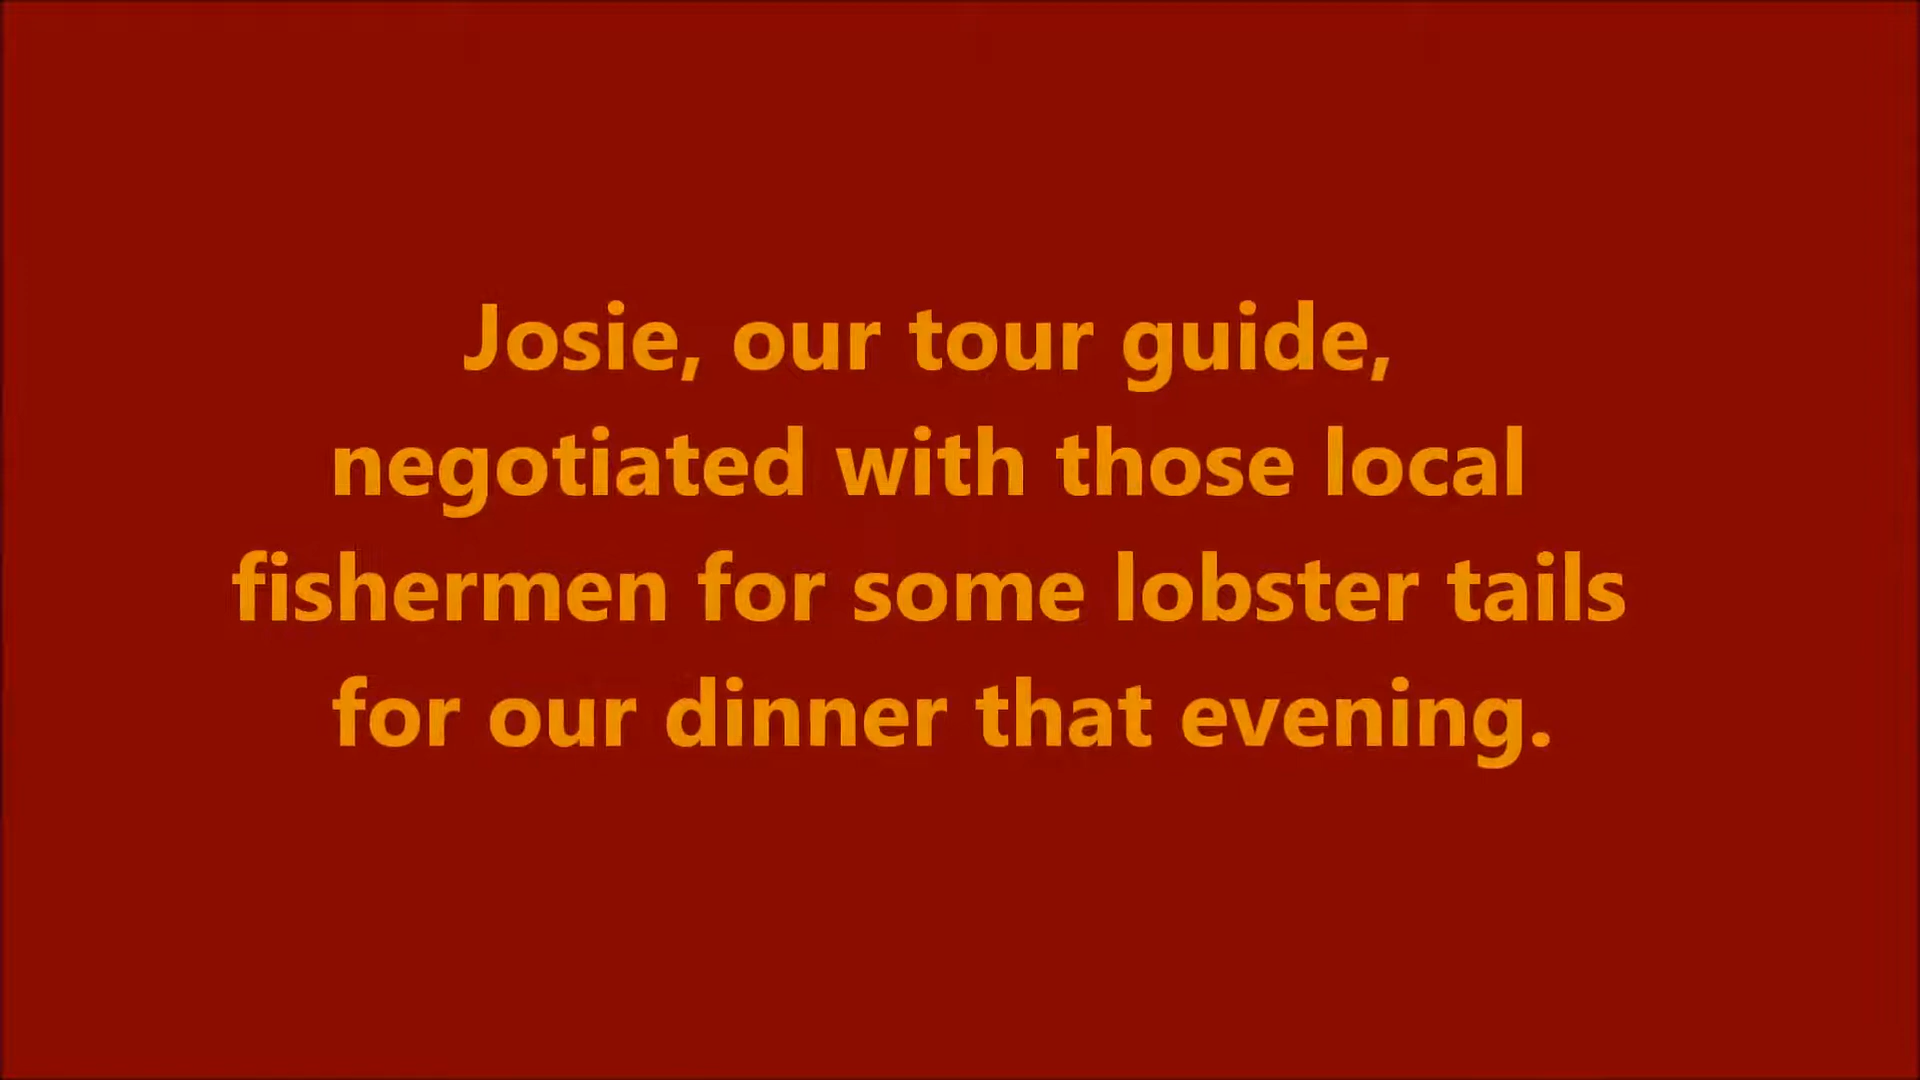 Josie, our tour guide,
negotiated with those local
fishermen for some lobster tails
for our dinner that evening.